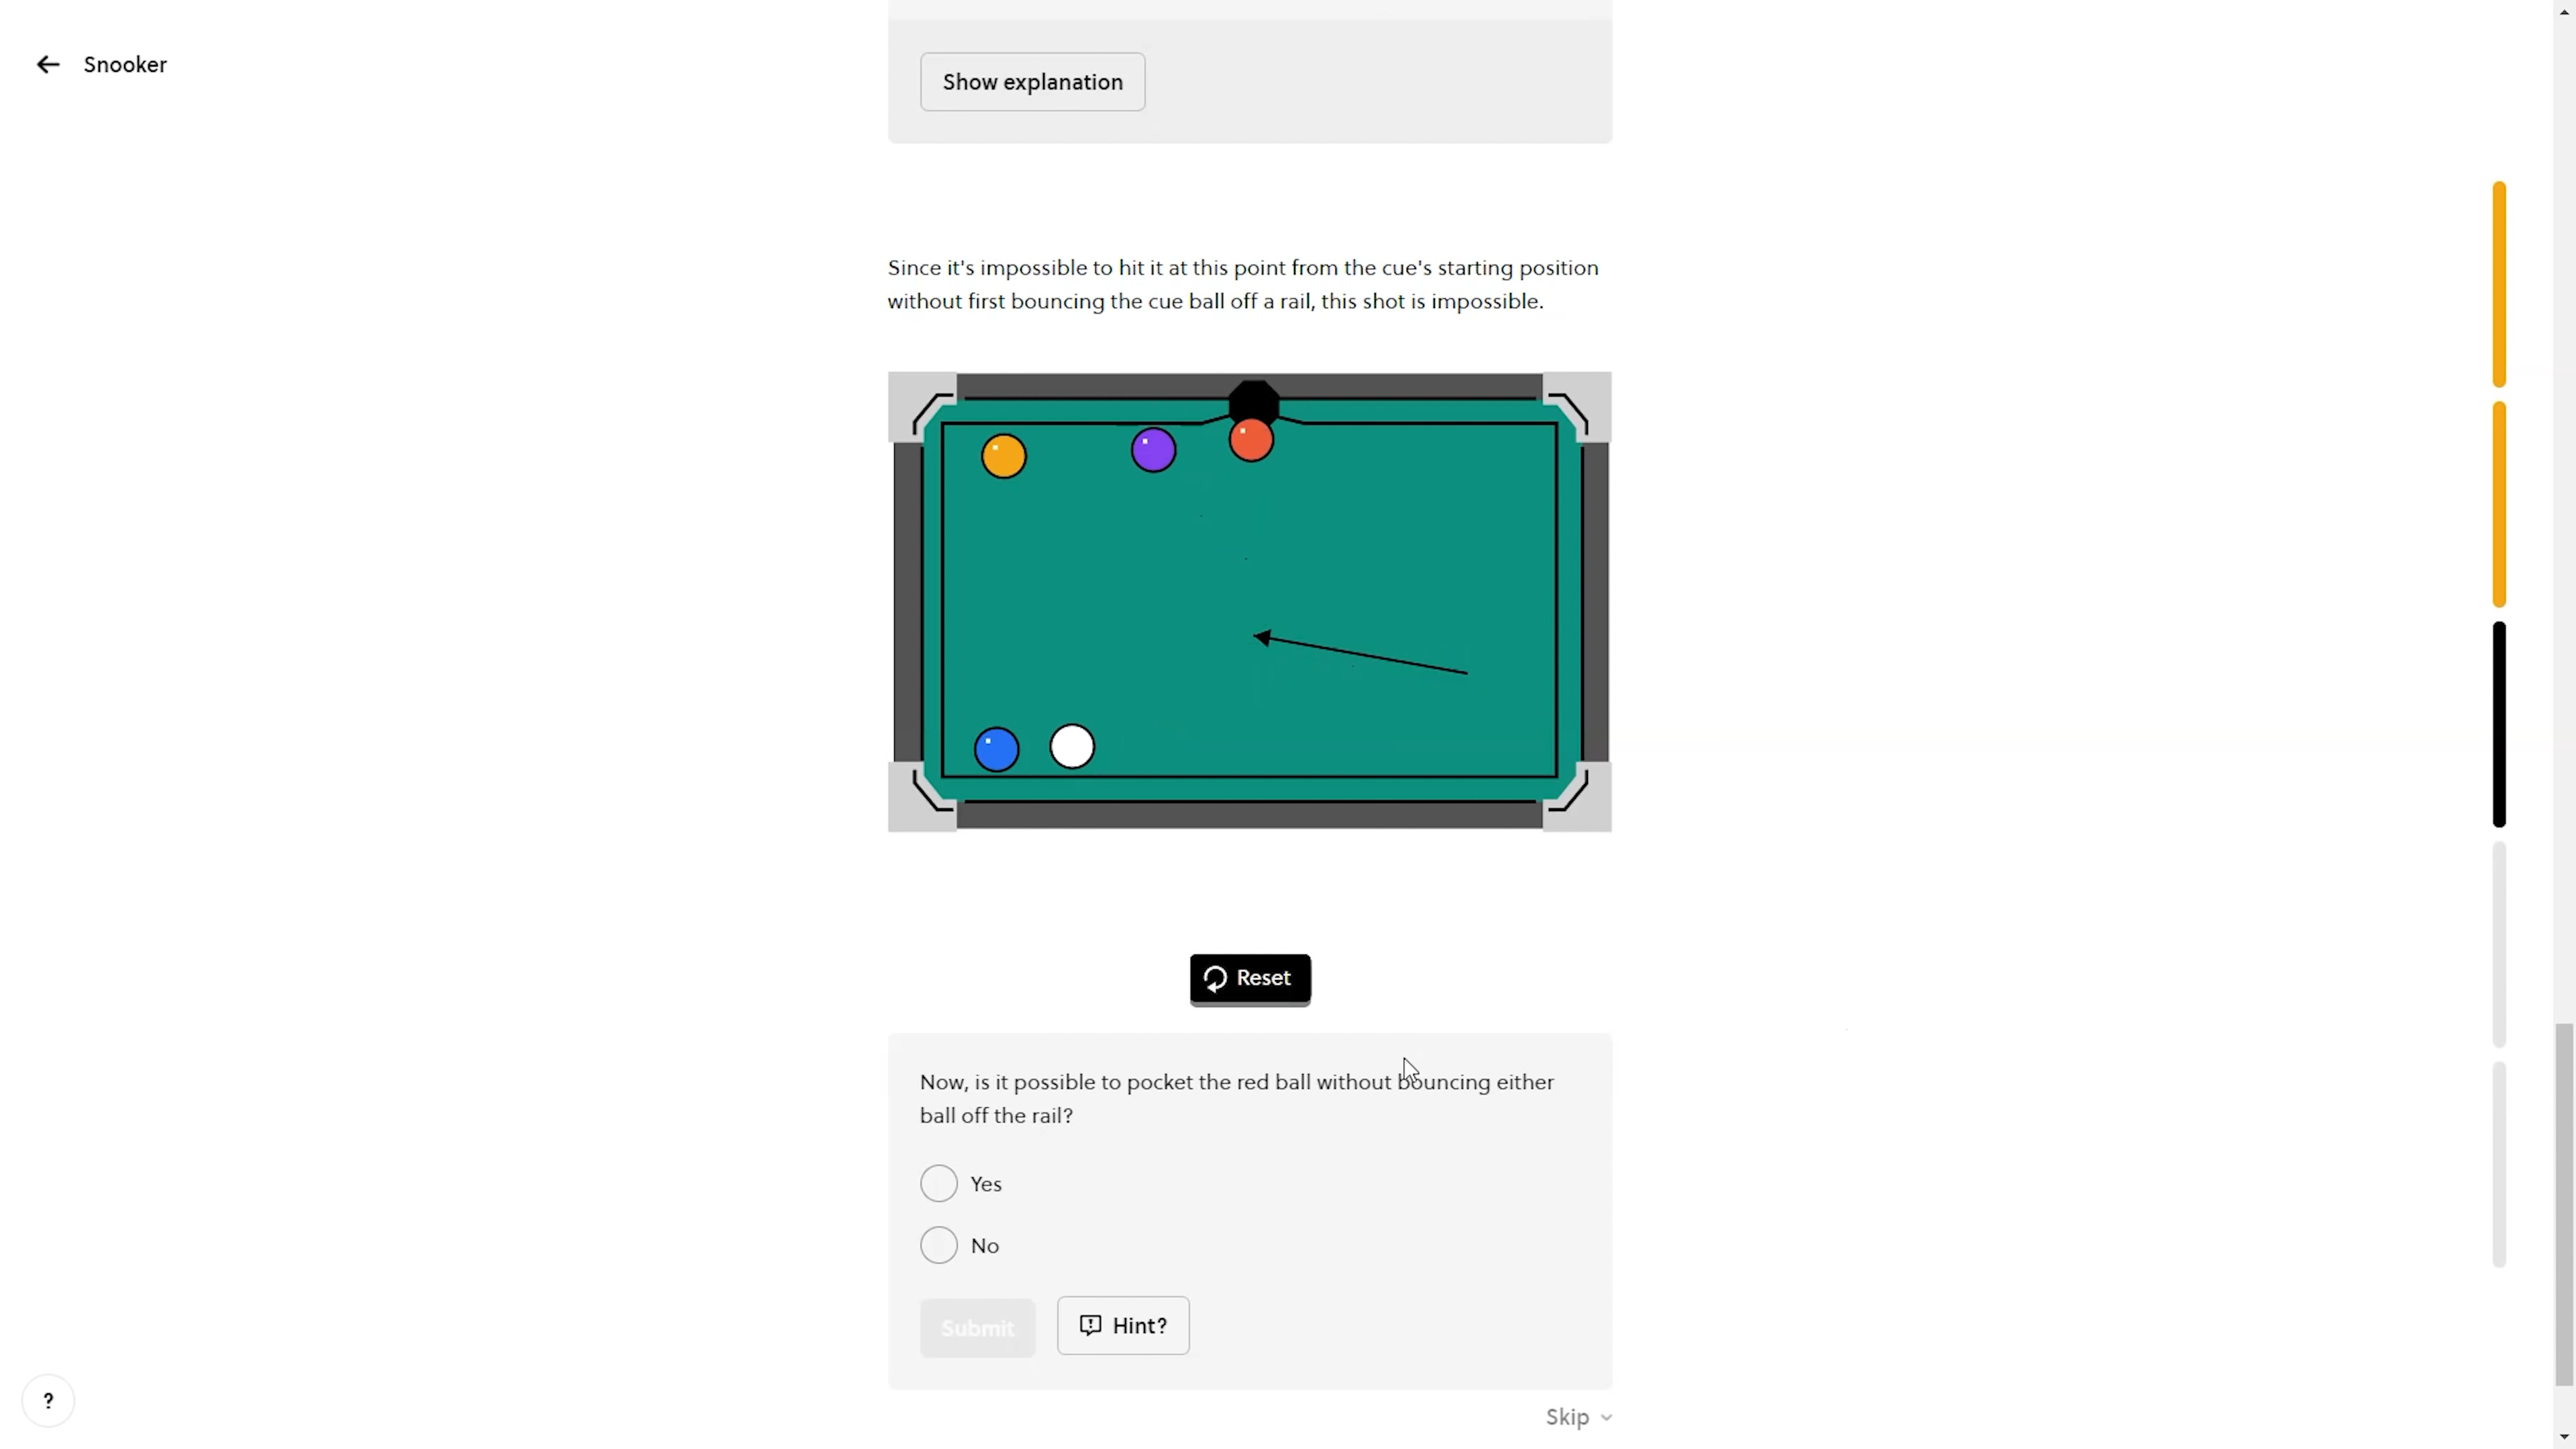 Snooker
Show explanation
Since it's impossible to hit it at this point from the cue's starting position
without first bouncing the cue ball off a rail, this shot is impossible.
Reset
Now, is it possible to pocket the red ball without bouncing either
ball off the rail?
Yes
No
Submit
Hint?
?
Skip